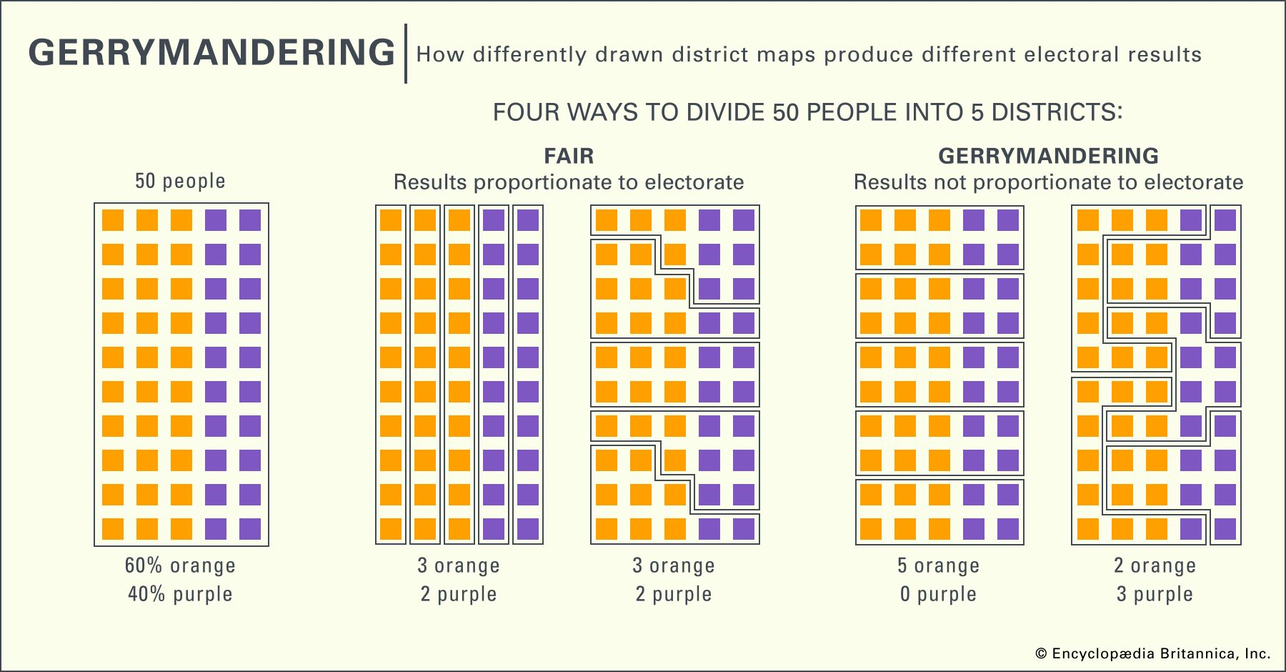 GERRYMANDERING
How differently drawn district maps produce different electoral results
FOUR WAYS TO DIVIDE 50 PEOPLE INTO 5 DISTRICTS:
50 people
60% orange
40% purple
FAIR
Results proportionate to electorate
3 orange
2 purple
3 orange
2 purple
GERRYMANDERING
Results not proportionate to electorate
5 orange
0 purple
2 orange
3 purple
© Encyclopædia Britannica, Inc.